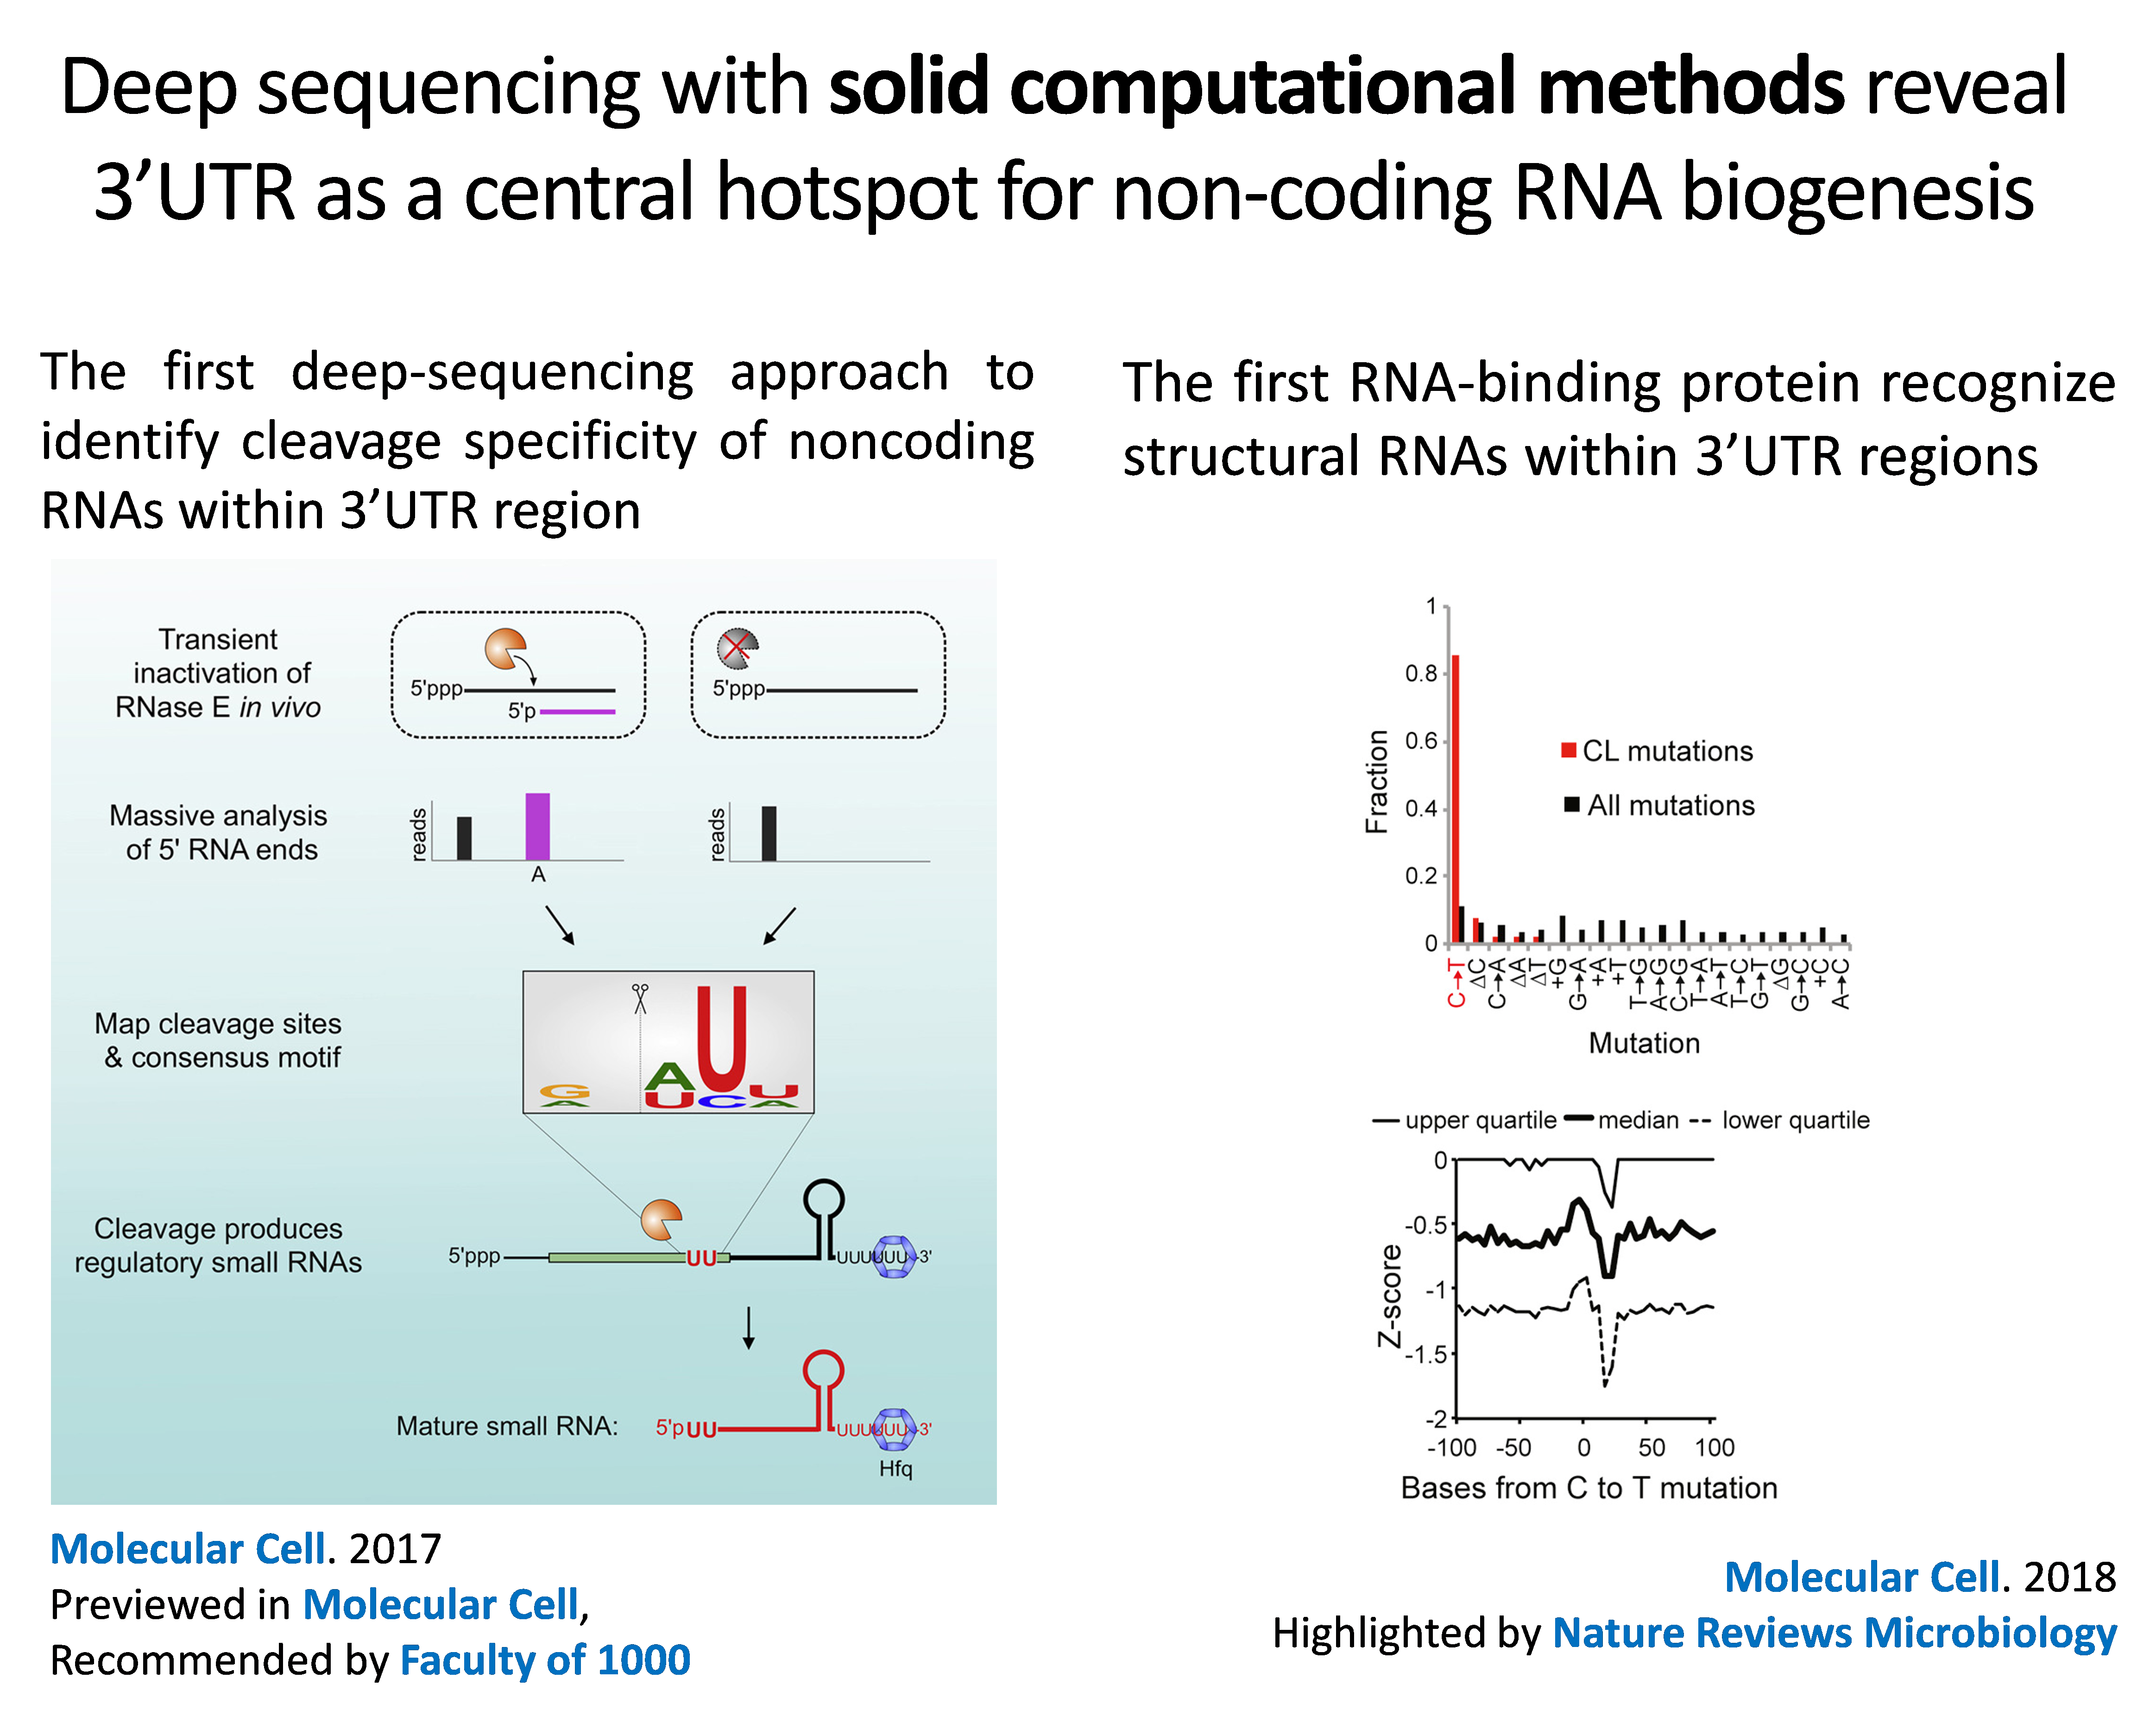 Deep sequencing with solid computational methods reveal
3’UTR as a central hotspot for non-coding RNA biogenesis
The first deep-sequencing approach to
identify cleavage specificity of noncoding
RNAs within 3’UTR region
Transient
inactivation of
RNase E in vivo
5'ppp
5'p
5'ppp
Massive analysis
of 5' RNA ends
reads
A
reads
Map cleavage sites
& consensus motif
G
A
A
U
U
C
U
A
Cleavage produces
regulatory small RNAs
5'ppp
UU
UUUUUU
3'
Mature small RNA:
5'pUU
UUUUUU
3'
Hfq
Molecular Cell. 2017
Previewed in Molecular Cell,
Recommended by Faculty of 1000
The first RNA-binding protein recognize
structural RNAs within 3’UTR regions
1
0.8
0.6
0.4
0.2
0
Fraction
CL mutations
All mutations
C→T
ΔC
C→A
ΔA
ΔT
+G
G→A
+A
+T
T→G
A→G
C→G
T→A
A→T
T→C
G→T
ΔG
G→C
+C
A→C
Mutation
upper quartile median lower quartile
0
-0.5
-1
-1.5
-2
Z-score
-100 -50 0 50 100
Bases from C to T mutation
Molecular Cell. 2018
Highlighted by Nature Reviews Microbiology